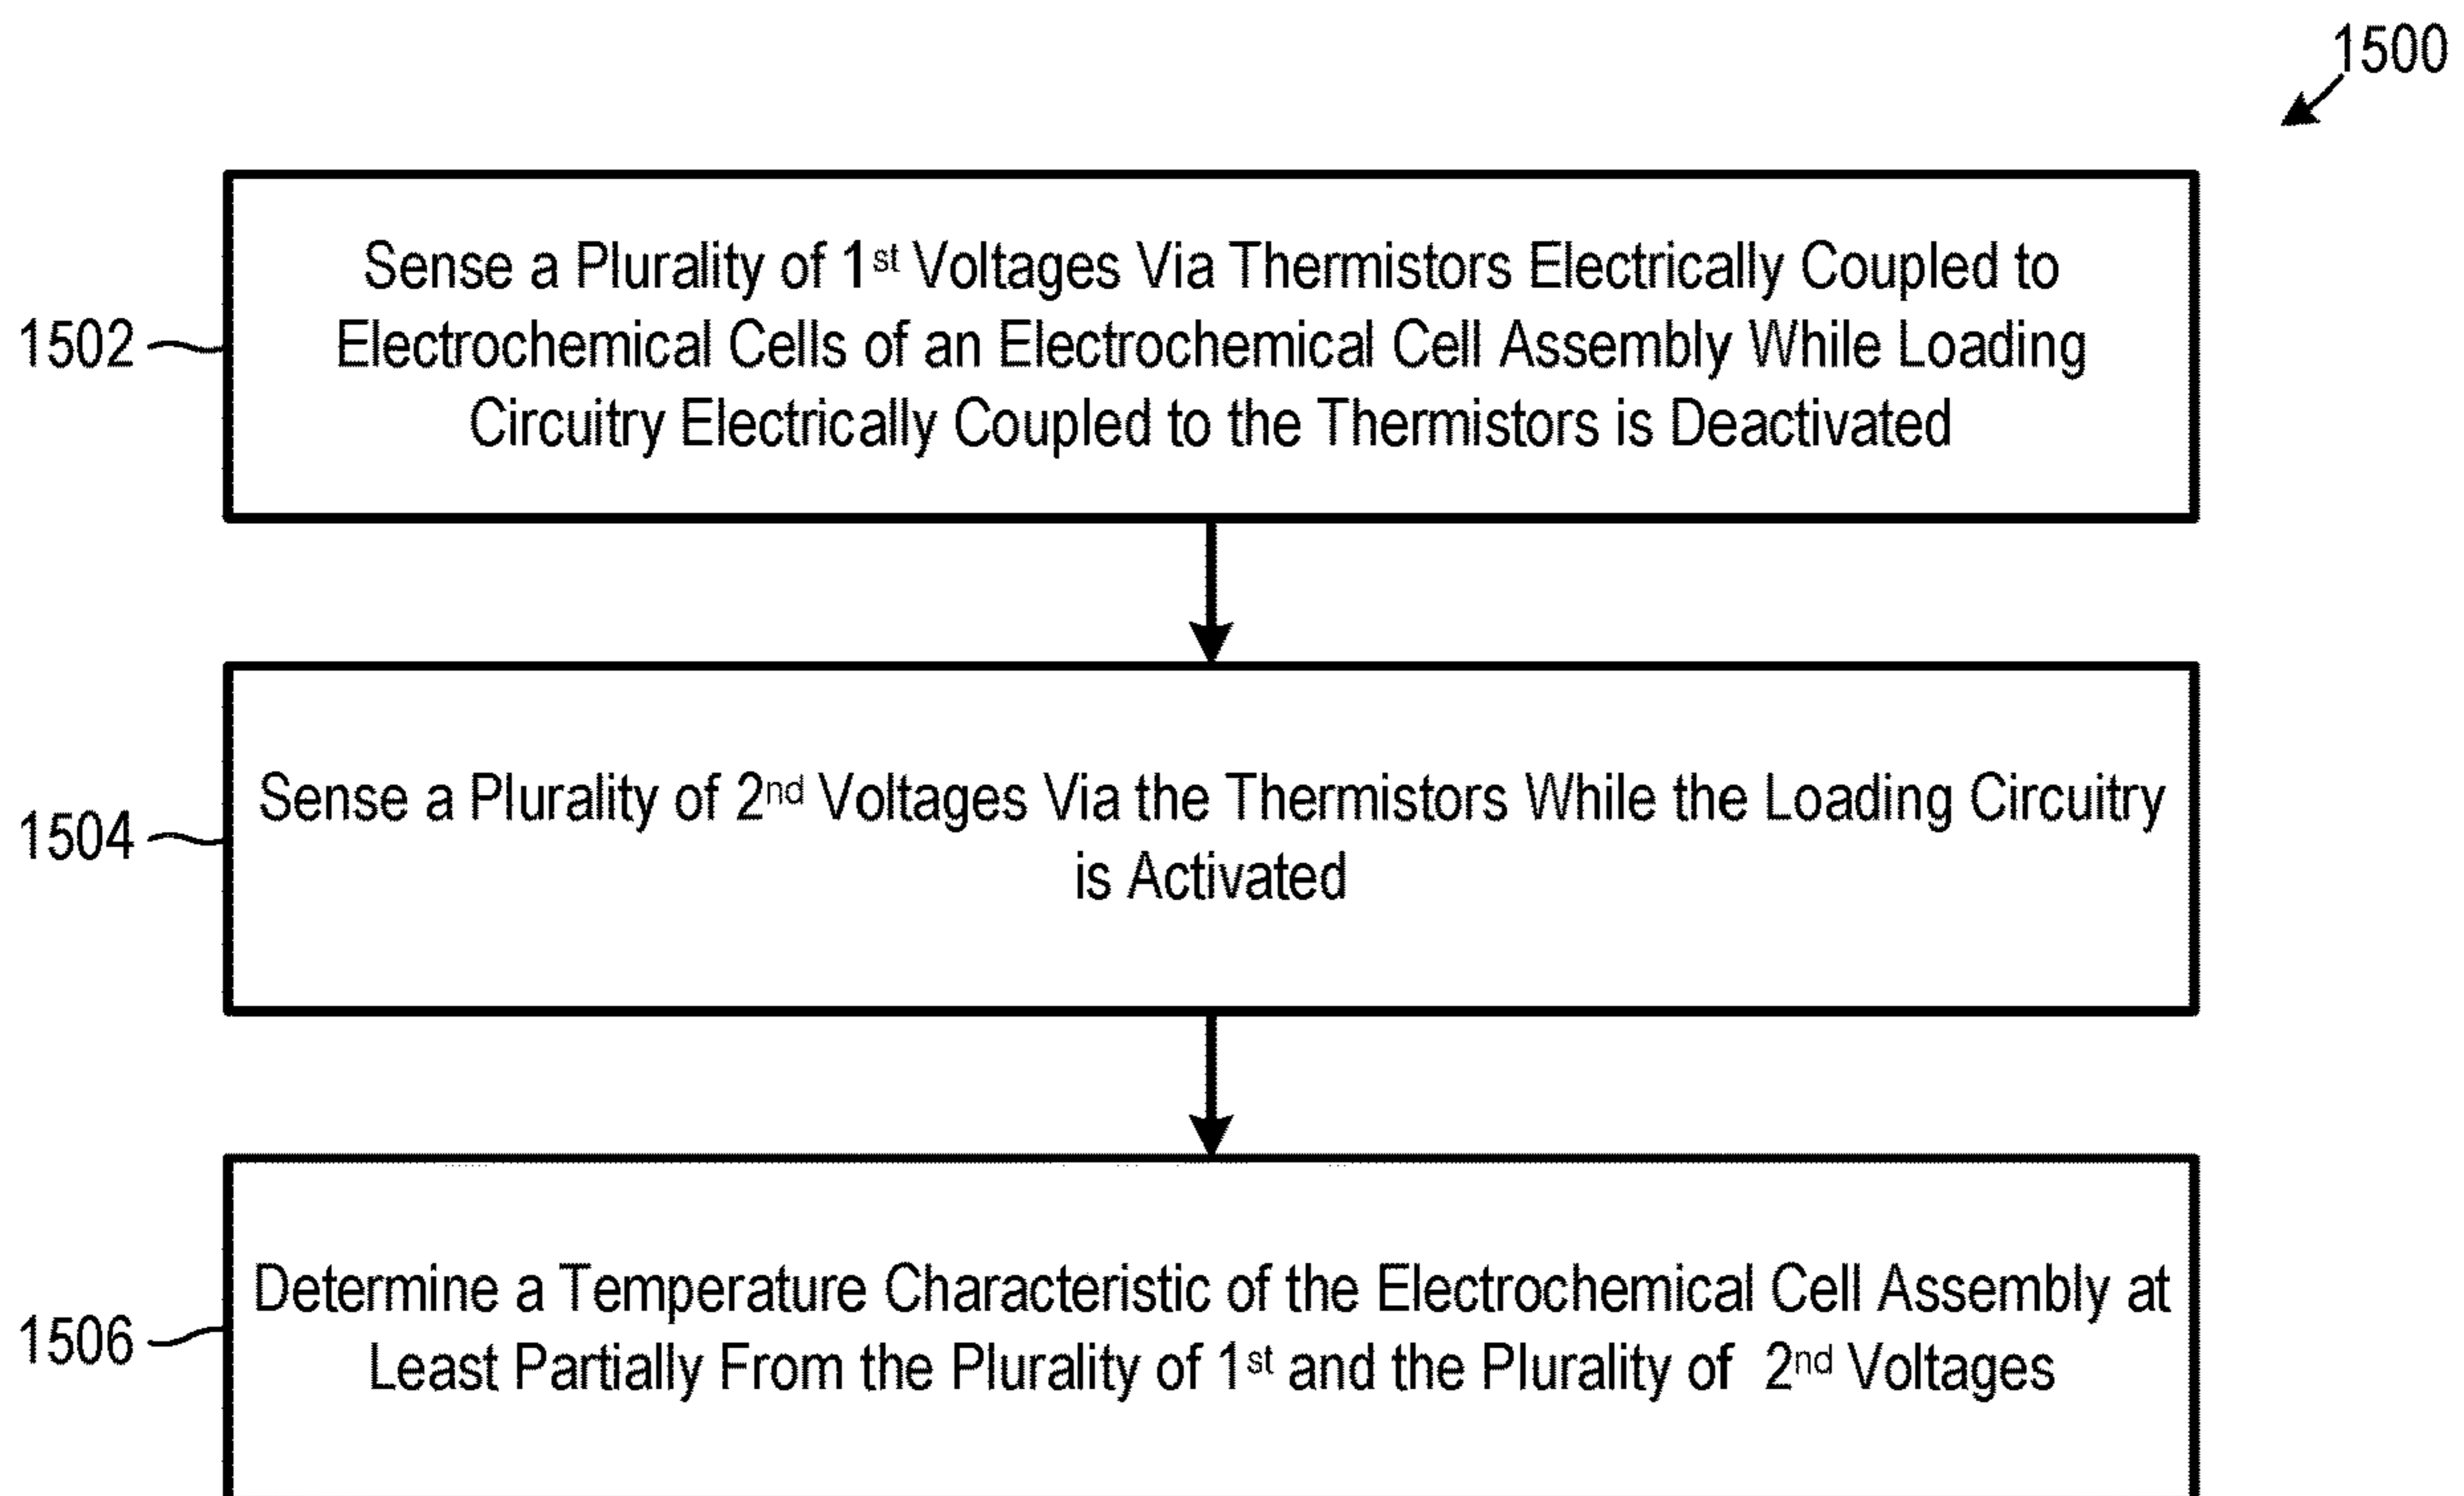 1500
Sense a Plurality of 1st Voltages Via Thermistors Electrically Coupled to
Electrochemical Cells of an Electrochemical Cell Assembly While Loading
Circuitry Electrically Coupled to the Thermistors is Deactivated
1502
Sense a Plurality of 2nd Voltages Via the Thermistors While the Loading Circuitry
is Activated
1504
Determine a Temperature Characteristic of the Electrochemical Cell Assembly at
Least Partially From the Plurality of 1st and the Plurality of 2nd Voltages
1506